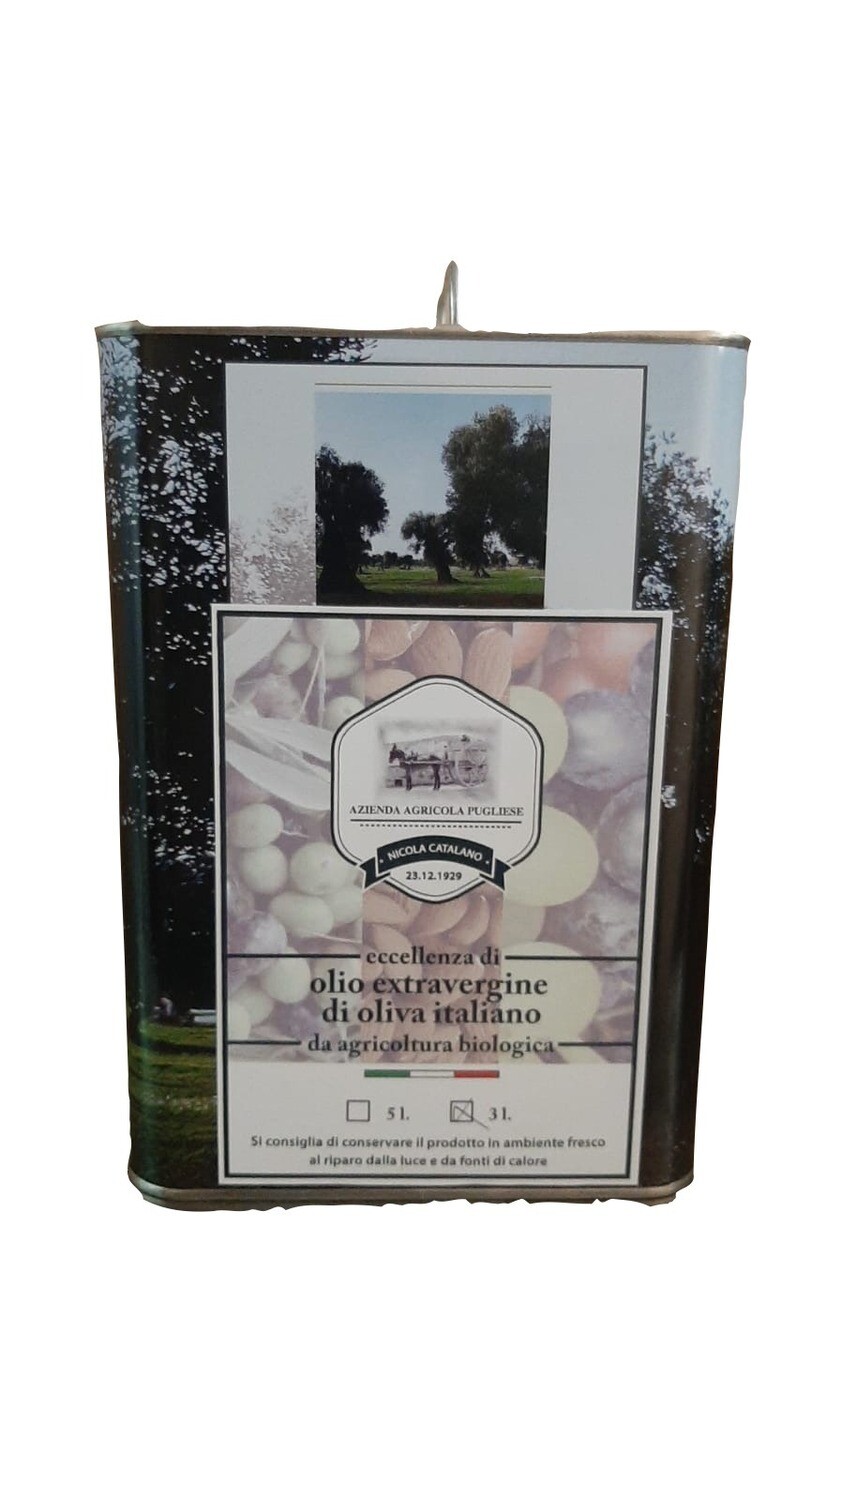 AZIENDA AGRICOLA PUGLIESE
NICOLA CATALANO
23.12.1929
eccellenza di
olio extravergine
di oliva italiano
da agricoltura biologica
5 l. 3 l.
Si consiglia di conservare il prodotto in ambiente fresco
al riparo dalla luce e da fonti di calore